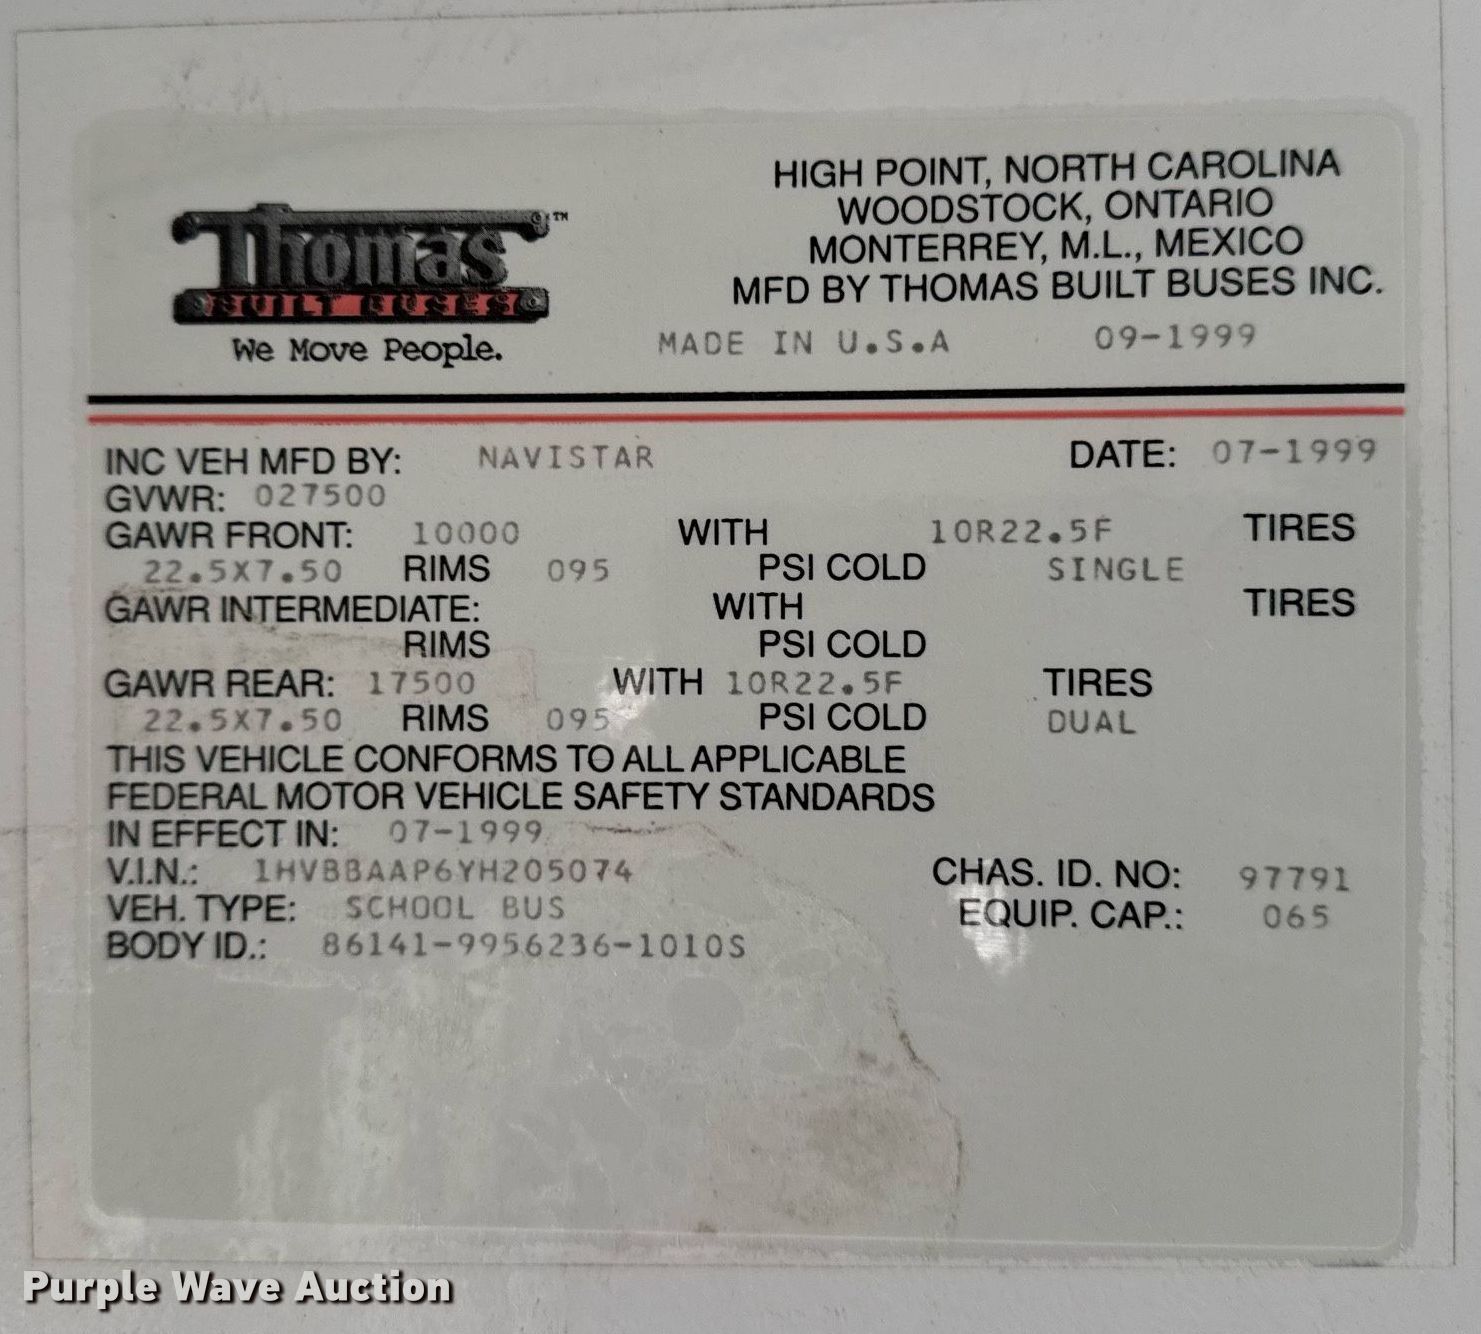 Thomas™
BUILT BUSES
We Move People.
HIGH POINT, NORTH CAROLINA
WOODSTOCK, ONTARIO
MONTERREY, M.L., MEXICO
MFD BY THOMAS BUILT BUSES INC.
MADE IN U.S.A 09-1999
INC VEH MFD BY: NAVISTAR DATE: 07-1999
GVWR: 027500
GAWR FRONT: 10000 WITH 10R22.5F TIRES
22.5X7.50 RIMS 095 PSI COLD SINGLE
GAWR INTERMEDIATE: WITH TIRES
RIMS PSI COLD
GAWR REAR: 17500 WITH 10R22.5F TIRES
22.5X7.50 RIMS 095 PSI COLD DUAL
THIS VEHICLE CONFORMS TO ALL APPLICABLE
FEDERAL MOTOR VEHICLE SAFETY STANDARDS
IN EFFECT IN: 07-1999
V.I.N.: 1HVBBAAP6YH205074 CHAS. ID. NO: 97791
VEH. TYPE: SCHOOL BUS EQUIP. CAP.: 065
BODY ID.: 86141-9956236-1010S
Purple Wave Auction